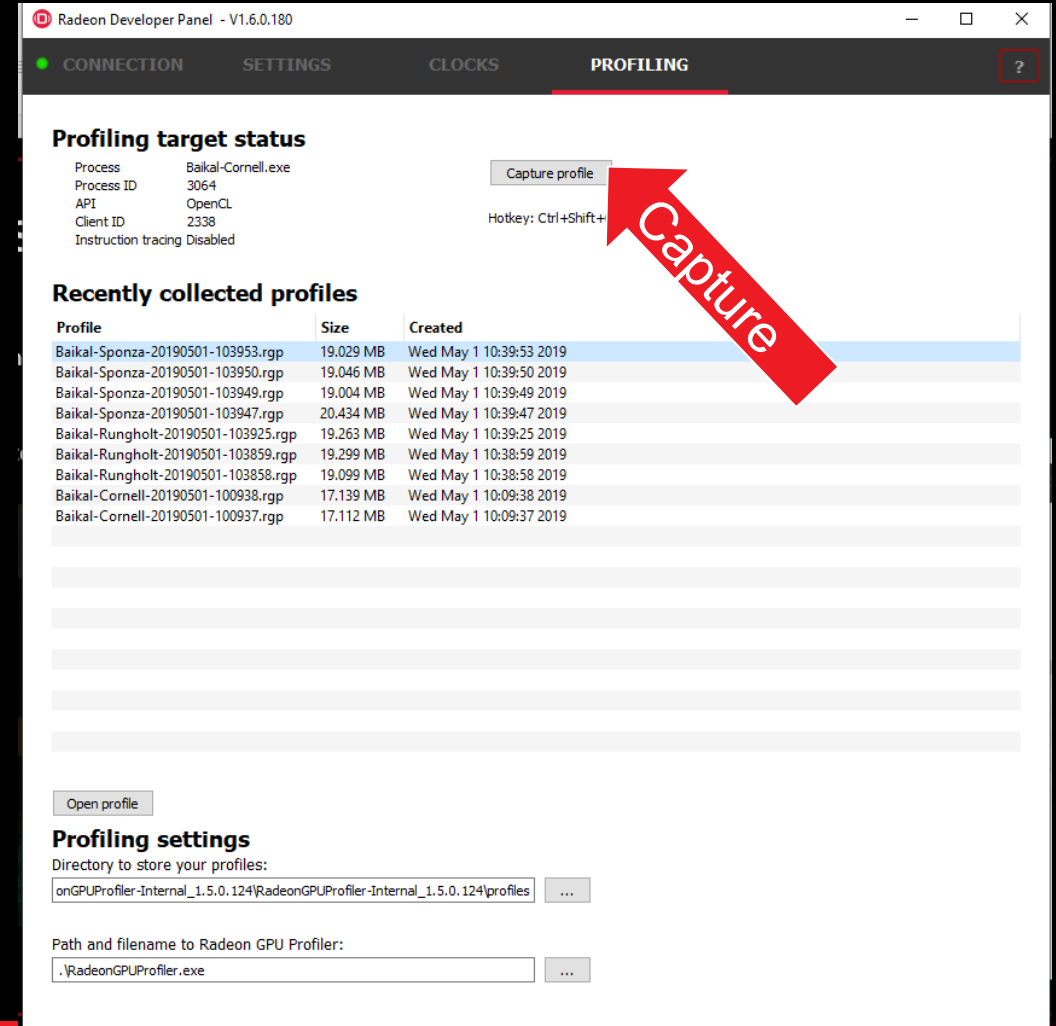 Radeon Developer Panel - V1.6.0.180
CONNECTION SETTINGS CLOCKS PROFILING ?
Profiling target status
Process Baikal-Cornell.exe
Process ID 3064
API OpenCL
Client ID 2338
Instruction tracing Disabled
Capture profile
Hotkey: Ctrl+Shift+
Capture
Recently collected profiles
Profile Size Created
Baikal-Sponza-20190501-103953.rgp 19.029 MB Wed May 1 10:39:53 2019
Baikal-Sponza-20190501-103950.rgp 19.046 MB Wed May 1 10:39:50 2019
Baikal-Sponza-20190501-103949.rgp 19.004 MB Wed May 1 10:39:49 2019
Baikal-Sponza-20190501-103947.rgp 20.434 MB Wed May 1 10:39:47 2019
Baikal-Rungholt-20190501-103925.rgp 19.263 MB Wed May 1 10:39:25 2019
Baikal-Rungholt-20190501-103859.rgp 19.299 MB Wed May 1 10:38:59 2019
Baikal-Rungholt-20190501-103858.rgp 19.099 MB Wed May 1 10:38:58 2019
Baikal-Cornell-20190501-100938.rgp 17.139 MB Wed May 1 10:09:38 2019
Baikal-Cornell-20190501-100937.rgp 17.112 MB Wed May 1 10:09:37 2019
Open profile
Profiling settings
Directory to store your profiles:
onGPUProfiler-Internal_1.5.0.124\RadeonGPUProfiler-Internal_1.5.0.124\profiles ...
Path and filename to Radeon GPU Profiler:
.\RadeonGPUProfiler.exe ...